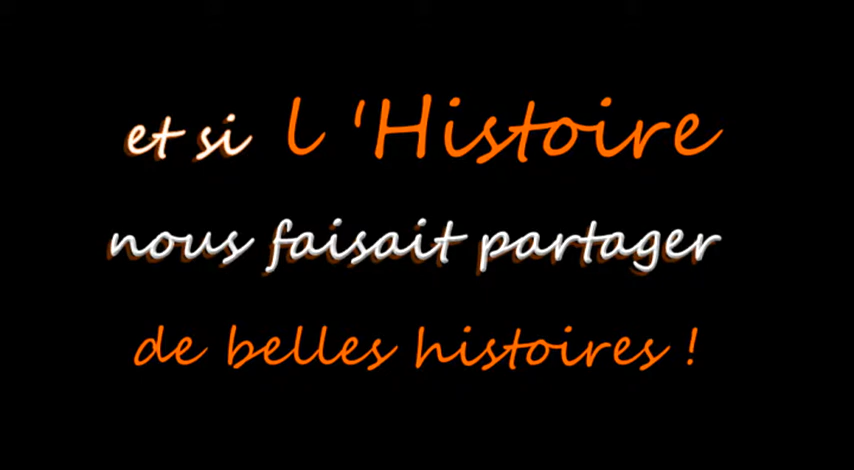 et si l 'Histoire
nous faisait partager
de belles histoires !